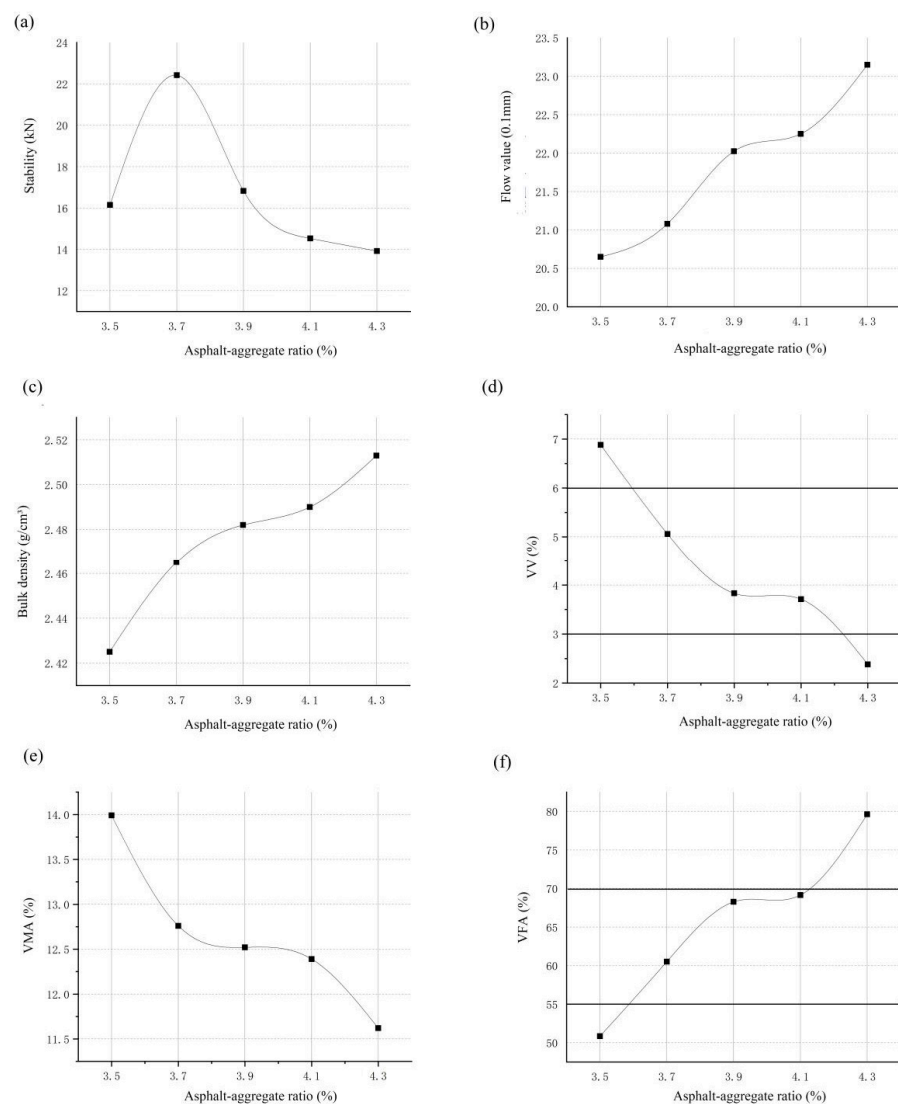 (a)
24
22
20
18
16
14
12
Stability (kN)
3.5 3.7 3.9 4.1 4.3
Asphalt-aggregate ratio (%)
(b)
23.5
23.0
22.5
22.0
21.5
21.0
20.5
20.0
Flow value (0.1mm)
3.5 3.7 3.9 4.1 4.3
Asphalt-aggregate ratio (%)
(c)
2.52
2.50
2.48
2.46
2.44
2.42
Bulk density (g/cm³)
3.5 3.7 3.9 4.1 4.3
Asphalt-aggregate ratio (%)
(d)
7
6
5
4
3
2
VV (%)
3.5 3.7 3.9 4.1 4.3
Asphalt-aggregate ratio (%)
(e)
14.0
13.5
13.0
12.5
12.0
11.5
VMA (%)
3.5 3.7 3.9 4.1 4.3
Asphalt-aggregate ratio (%)
(f)
80
75
70
65
60
55
50
VFA (%)
3.5 3.7 3.9 4.1 4.3
Asphalt-aggregate ratio (%)